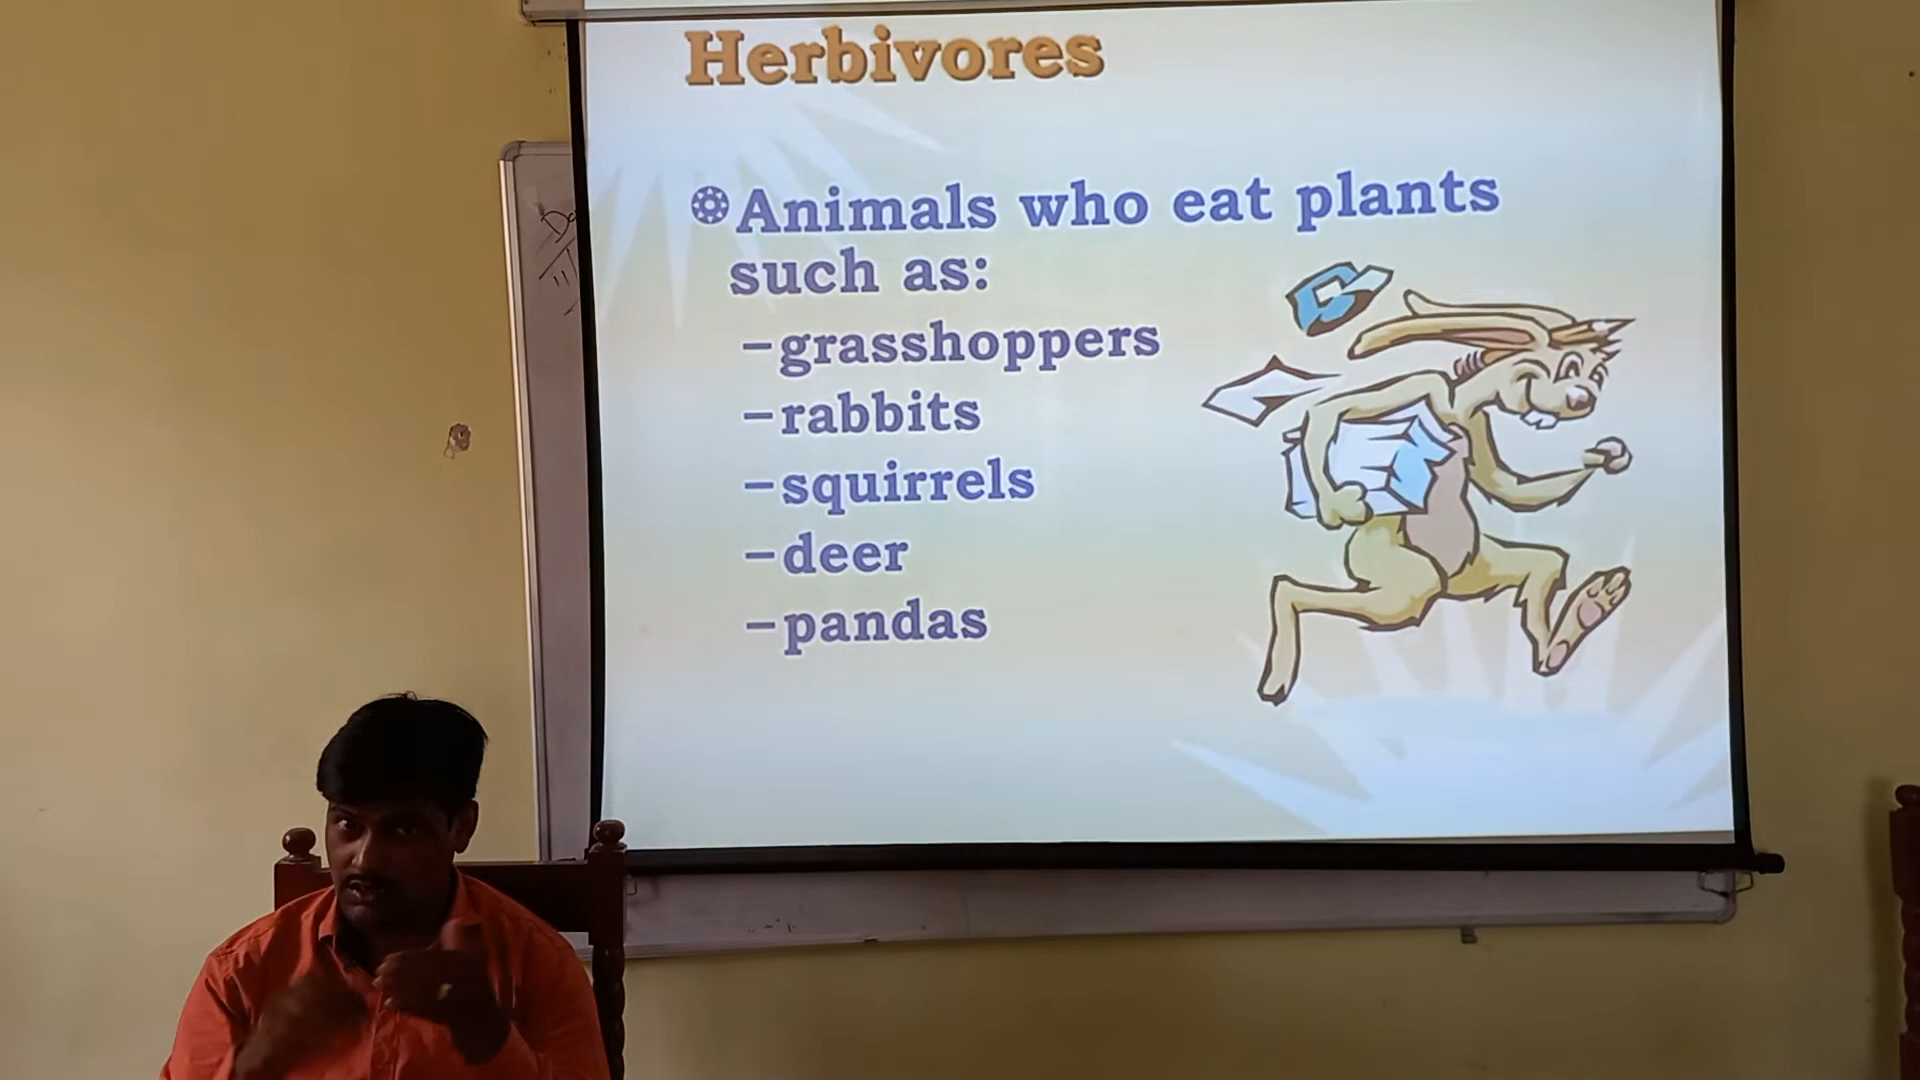 Herbivores
Animals who eat plants
such as:
–grasshoppers
–rabbits
–squirrels
–deer
–pandas